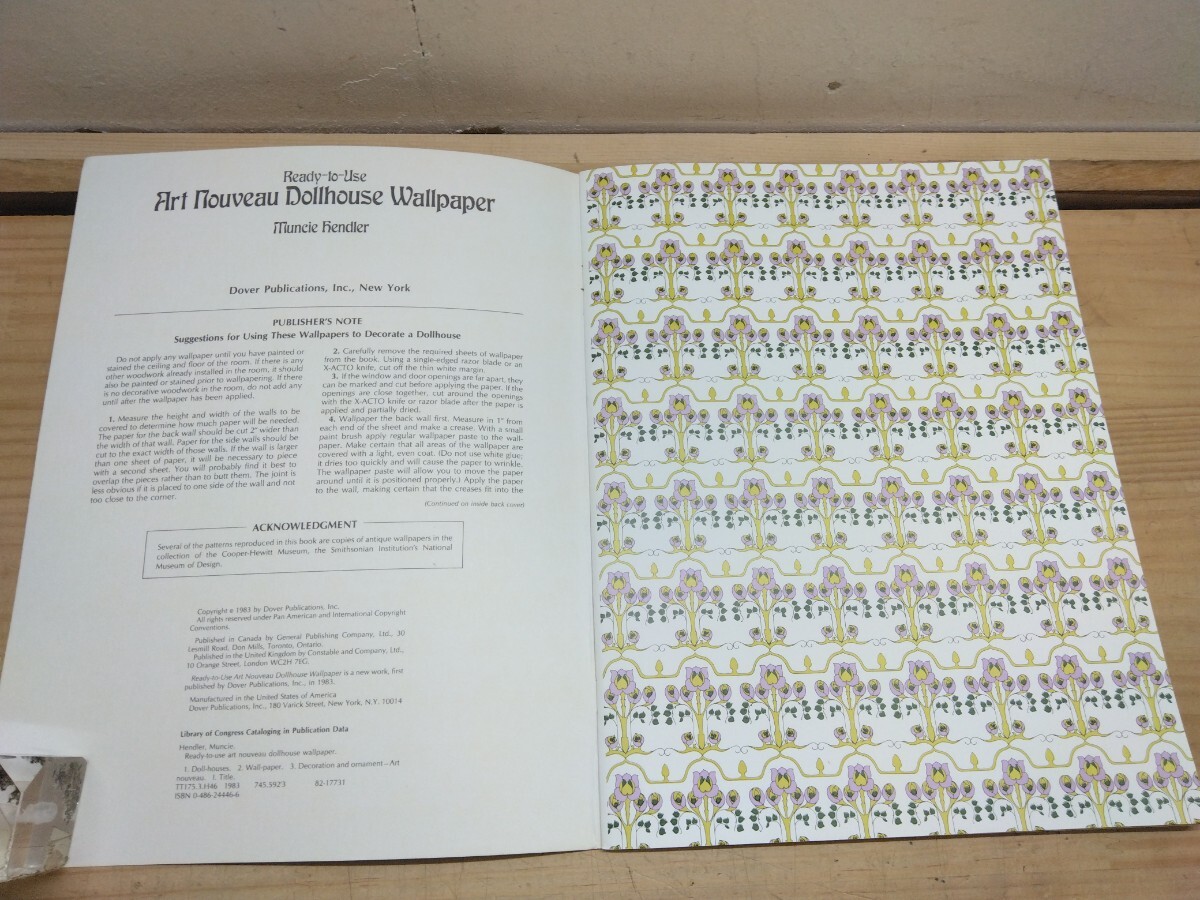 Ready-to-Use
Art Nouveau Dollhouse Wallpaper
Muncie Hendler
Dover Publications, Inc., New York
PUBLISHER'S NOTE
Suggestions for Using These Wallpapers to Decorate a Dollhouse
Do not apply any wallpaper until you have painted or
stained the ceiling and floor of the room. If there is any
other woodwork already installed in the room, it should
also be painted or stained prior to wallpapering. If there
is no decorative woodwork in the room, do not add any
until after the wallpaper has been applied.
1. Measure the height and width of the walls to be
covered to determine how much paper will be needed.
The paper for the back wall should be cut 2" wider than
the width of that wall. Paper for the side walls should be
cut to the exact width of those walls. If the wall is larger
than one sheet of paper, it will be necessary to piece
with a second sheet. You will probably find it best to
overlap the pieces rather than to butt them. The joint is
less obvious if it is placed to one side of the wall and not
too close to the corner.
2. Carefully remove the required sheets of wallpaper
from the book. Using a single-edged razor blade or an
X-ACTO knife, cut off the thin white margin.
3. If the window and door openings are far apart, they
can be marked and cut before applying the paper. If the
openings are close together, cut around the openings
with the X-ACTO knife or razor blade after the paper is
applied and partially dried.
4. Wallpaper the back wall first. Measure in 1" from
each end of the sheet and make a crease. With a small
paint brush apply regular wallpaper paste to the wall-
paper. Make certain that all areas of the wallpaper are
covered with a light, even coat. (Do not use white glue;
it dries too quickly and will cause the paper to wrinkle.
The wallpaper paste will allow you to move the paper
around until it is positioned properly.) Apply the paper
to the wall, making certain that the creases fit into the
(Continued on inside back cover)
ACKNOWLEDGMENT
Several of the patterns reproduced in this book are copies of antique wallpapers in the
collection of the Cooper-Hewitt Museum, the Smithsonian Institution's National
Museum of Design.
Copyright © 1983 by Dover Publications, Inc.
All rights reserved under Pan American and International Copyright
Conventions.
Published in Canada by General Publishing Company, Ltd., 30
Lesmill Road, Don Mills, Toronto, Ontario.
Published in the United Kingdom by Constable and Company, Ltd.,
10 Orange Street, London WC2H 7EG.
Ready-to-Use Art Nouveau Dollhouse Wallpaper is a new work, first
published by Dover Publications, Inc., in 1983.
Manufactured in the United States of America
Dover Publications, Inc., 180 Varick Street, New York, N.Y. 10014
Library of Congress Cataloging in Publication Data
Hendler, Muncie.
Ready-to-use art nouveau dollhouse wallpaper.
1. Doll-houses. 2. Wall-paper. 3. Decoration and ornament—Art
nouveau. I. Title.
TT175.3.H46 1983 745.5923 82-17731
ISBN 0-486-24446-6